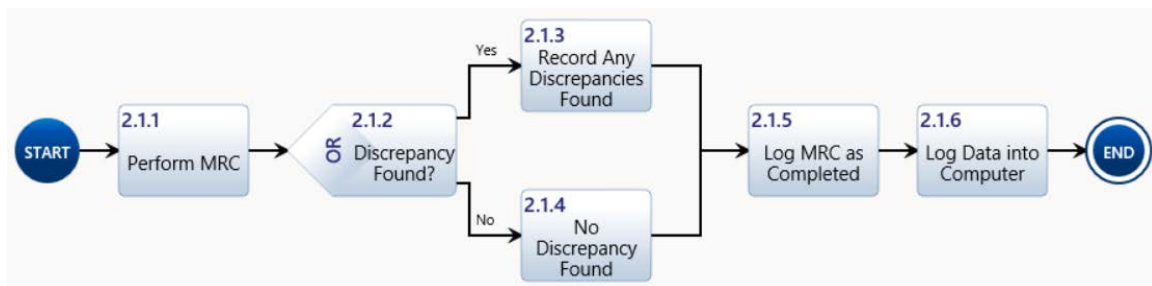 START
2.1.1
Perform MRC
OR
2.1.2
Discrepancy
Found?
Yes
No
2.1.3
Record Any
Discrepancies
Found
2.1.4
No
Discrepancy
Found
2.1.5
Log MRC as
Completed
2.1.6
Log Data into
Computer
END